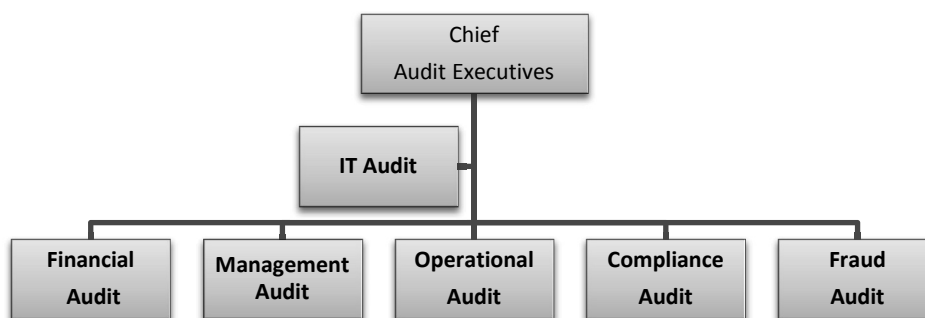 Chief
Audit Executives
IT Audit
Financial
Audit
Management
Audit
Operational
Audit
Compliance
Audit
Fraud
Audit